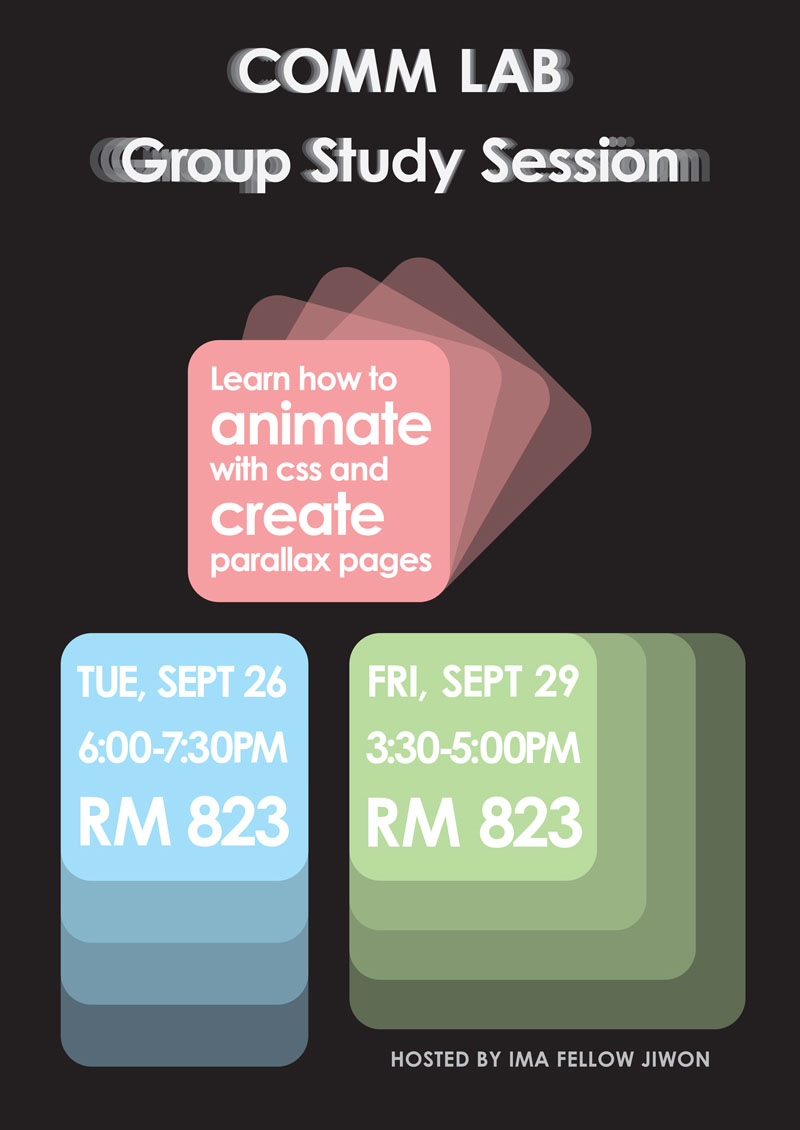 COMM LAB
Group Study Session
Learn how to
animate
with css and
create
parallax pages
TUE, SEPT 26
6:00-7:30PM
RM 823
FRI, SEPT 29
3:30-5:00PM
RM 823
HOSTED BY IMA FELLOW JIWON